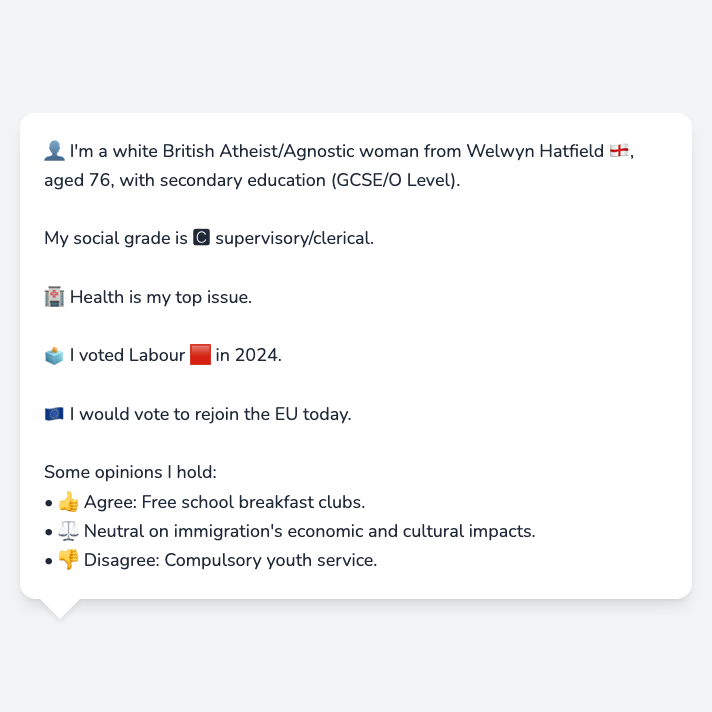 👤 I'm a white British Atheist/Agnostic woman from Welwyn Hatfield 🏴󠁧󠁢󠁥󠁮󠁧󠁿,
aged 76, with secondary education (GCSE/O Level).
My social grade is 🅲 supervisory/clerical.
🏥 Health is my top issue.
🗳️ I voted Labour 🟥 in 2024.
🇪🇺 I would vote to rejoin the EU today.
Some opinions I hold:
• 👍 Agree: Free school breakfast clubs.
• ⚖️ Neutral on immigration's economic and cultural impacts.
• 👎 Disagree: Compulsory youth service.